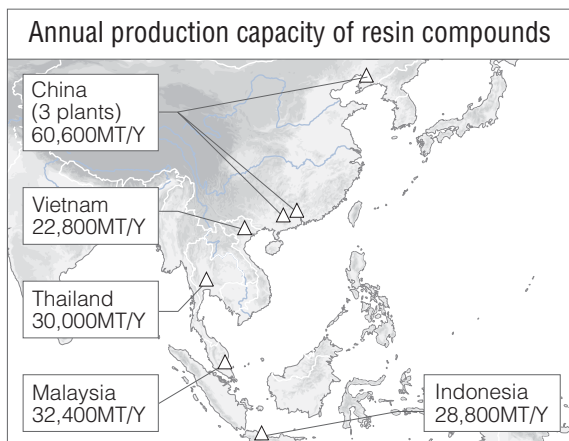 Annual production capacity of resin compounds
China
(3 plants)
60,600MT/Y
Vietnam
22,800MT/Y
Thailand
30,000MT/Y
Malaysia
32,400MT/Y
Indonesia
28,800MT/Y